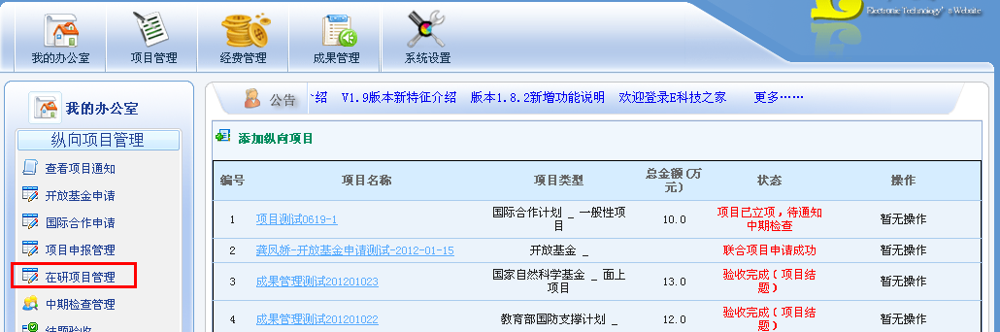 Electronic Technology' s Website
我的办公室 项目管理 经费管理 成果管理 系统设置
我的办公室
纵向项目管理
查看项目通知
开放基金申请
国际合作申请
项目申报管理
在研项目管理
中期检查管理
结题验收
公告 介绍 V1.9版本新特征介绍 版本1.8.2新增功能说明 欢迎登录E科技之家 更多……
添加纵向项目
编号 项目名称 项目类型 总金额(万元) 状态 操作
1 项目测试0619-1 国际合作计划 _ 一般性项目 10.0 项目已立项，待通知中期检查 暂无操作
2 龚凤娇-开放基金申请测试-2012-01-15 开放基金 _ 联合项目申请成功 暂无操作
3 成果管理测试201201023 国家自然科学基金 _ 面上项目 13.0 验收完成(项目结题) 暂无操作
4 成果管理测试201201022 教育部国防支撑计划 _ 12.0 验收完成(项目结题) 暂无操作